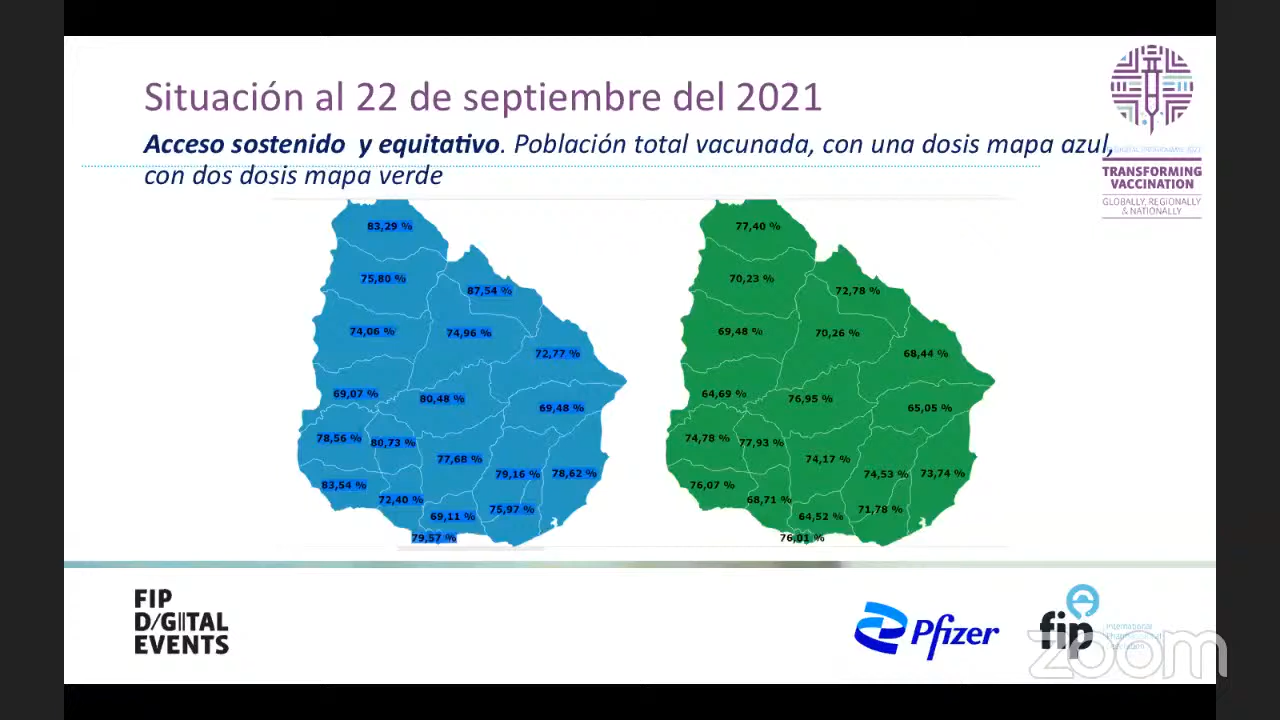 Situación al 22 de septiembre del 2021
Acceso sostenido y equitativo. Población total vacunada, con una dosis mapa azul,
con dos dosis mapa verde
TRANSFORMING
VACCINATION
GLOBALLY, REGIONALLY
& NATIONALLY
83,29 %
75,80 %
87,54 %
74,06 %
74,96 %
72,77 %
69,07 %
80,48 %
69,48 %
78,56 %
80,73 %
77,68 %
79,16 %
78,62 %
83,54 %
72,40 %
69,11 %
75,97 %
79,57 %
77,40 %
70,23 %
72,78 %
69,48 %
70,26 %
68,44 %
64,69 %
76,95 %
65,05 %
74,78 %
77,93 %
74,17 %
74,53 %
73,74 %
76,07 %
68,71 %
64,52 %
71,78 %
76,01 %
FIP
DIGITAL
EVENTS
Pfizer
fip
International
Pharmaceutical
Federation
zoom